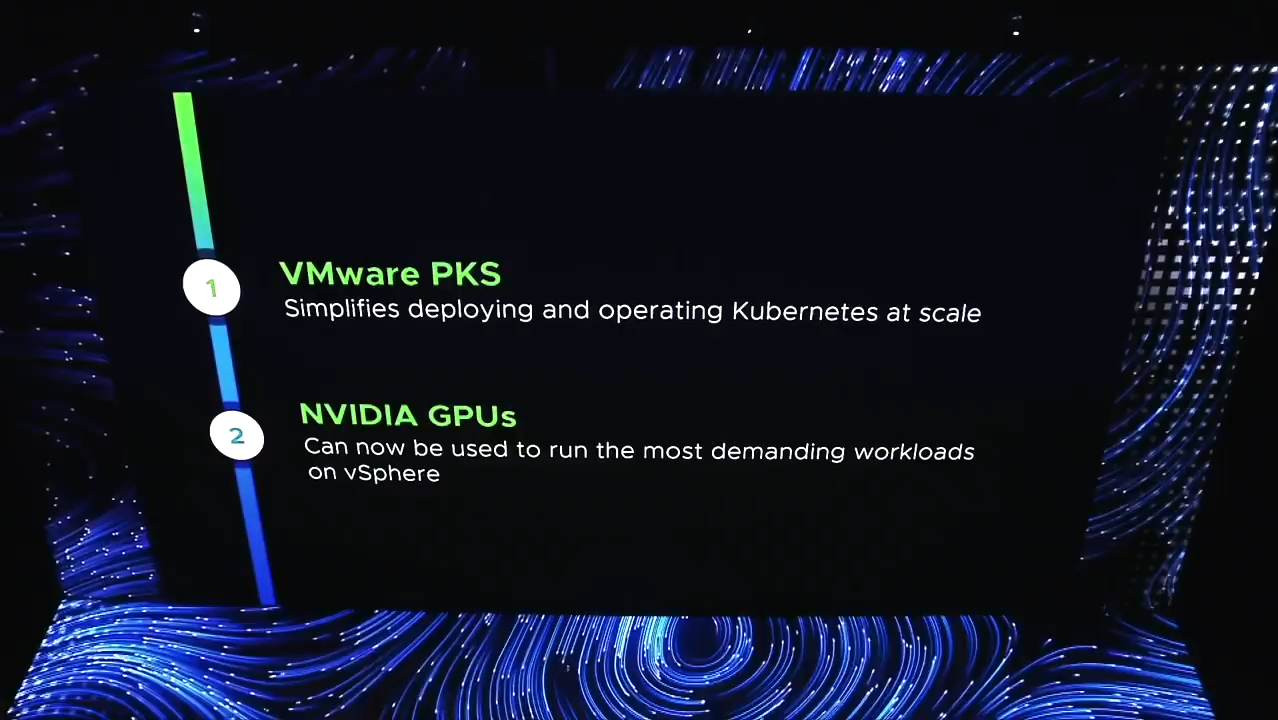 1
VMware PKS
Simplifies deploying and operating Kubernetes at scale
2
NVIDIA GPUs
Can now be used to run the most demanding workloads
on vSphere